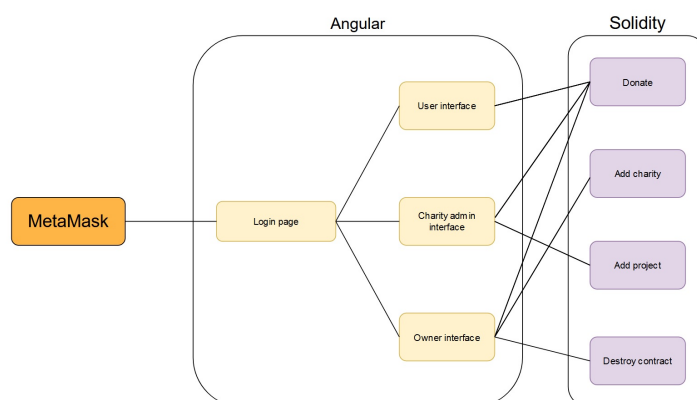 Angular
Solidity
MetaMask
Login page
User interface
Charity admin
interface
Owner interface
Donate
Add charity
Add project
Destroy contract